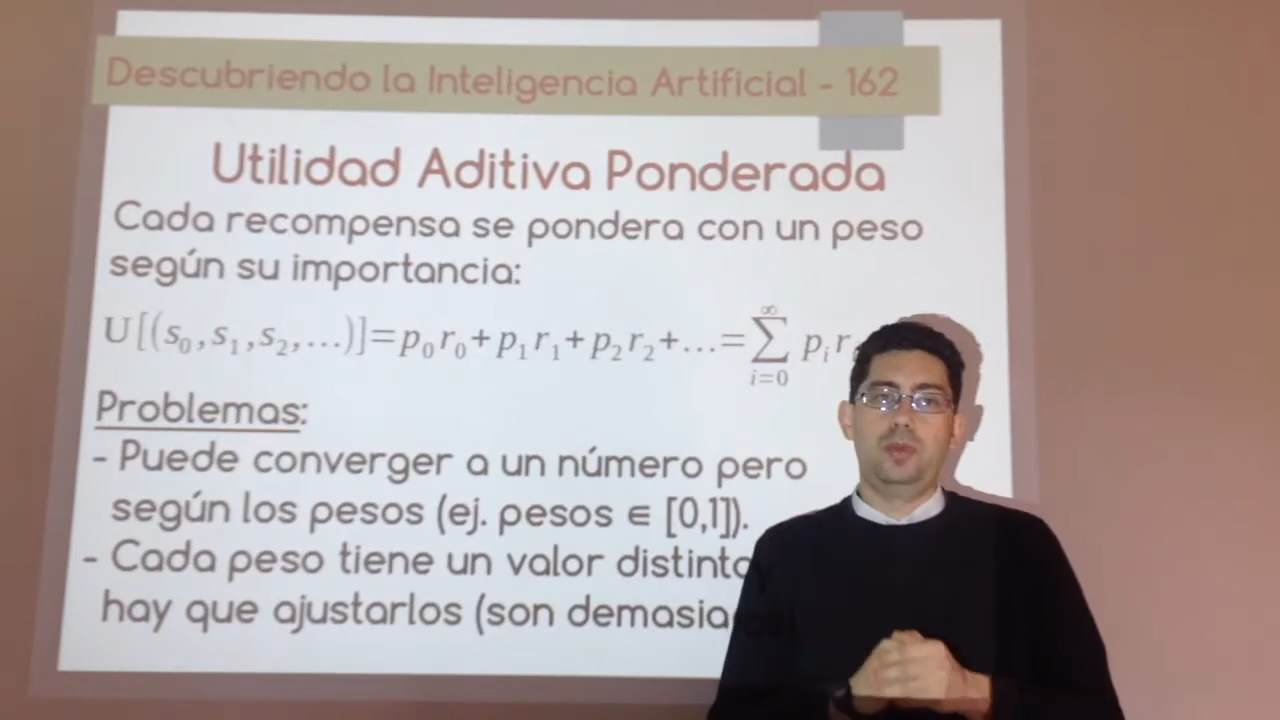 Descubriendo la Inteligencia Artificial - 162
Utilidad Aditiva Ponderada
Cada recompensa se pondera con un peso
según su importancia:
U[(s₀,s₁,s₂,...)]=p₀r₀+p₁r₁+p₂r₂+...=∑_{i=0}^{∞} pᵢr
Problemas:
- Puede converger a un número pero
según los pesos (ej. pesos ∈ [0,1]).
- Cada peso tiene un valor distinto
hay que ajustarlos (son